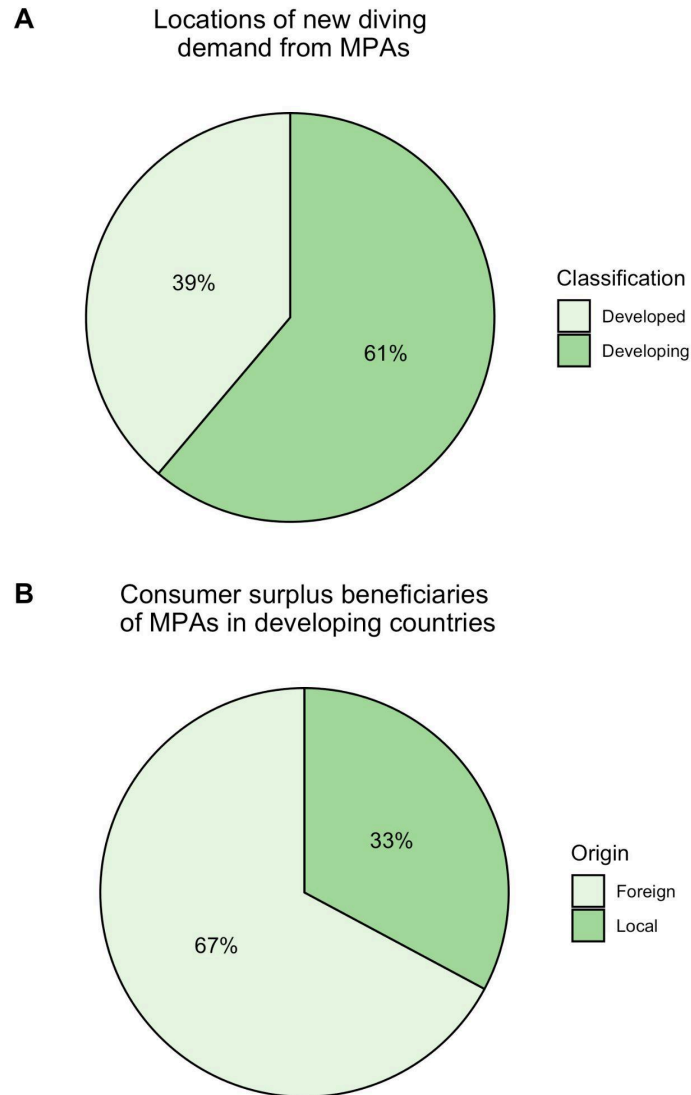 A
Locations of new diving
demand from MPAs
39%
61%
Classification
Developed
Developing
B
Consumer surplus beneficiaries
of MPAs in developing countries
33%
67%
Origin
Foreign
Local